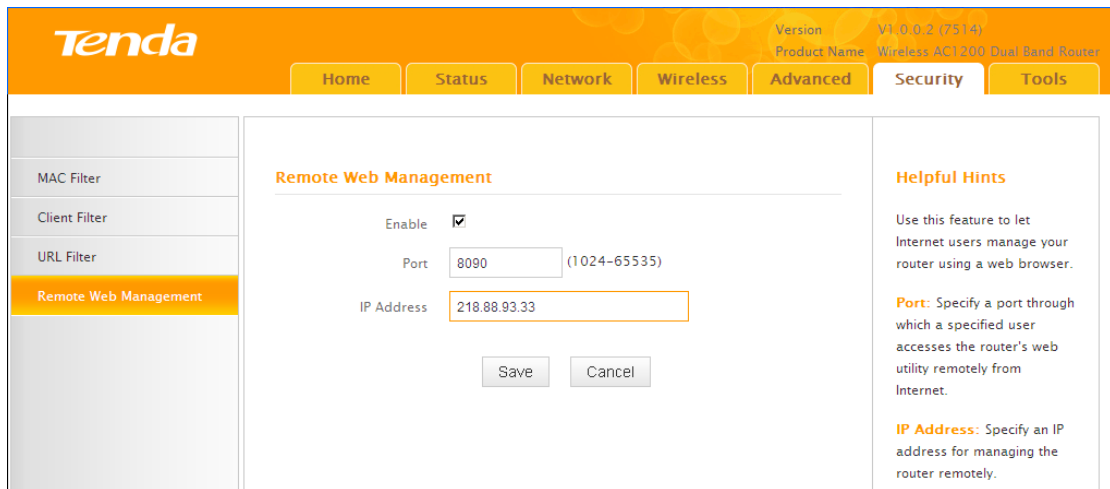 Tenda
Version V1.0.0.2 (7514)
Product Name Wireless AC1200 Dual Band Router
Home Status Network Wireless Advanced Security Tools
MAC Filter
Client Filter
URL Filter
Remote Web Management
Remote Web Management
Enable
Port 8090 (1024-65535)
IP Address 218.88.93.33
Save Cancel
Helpful Hints
Use this feature to let
Internet users manage your
router using a web browser.
Port: Specify a port through
which a specified user
accesses the router's web
utility remotely from
Internet.
IP Address: Specify an IP
address for managing the
router remotely.